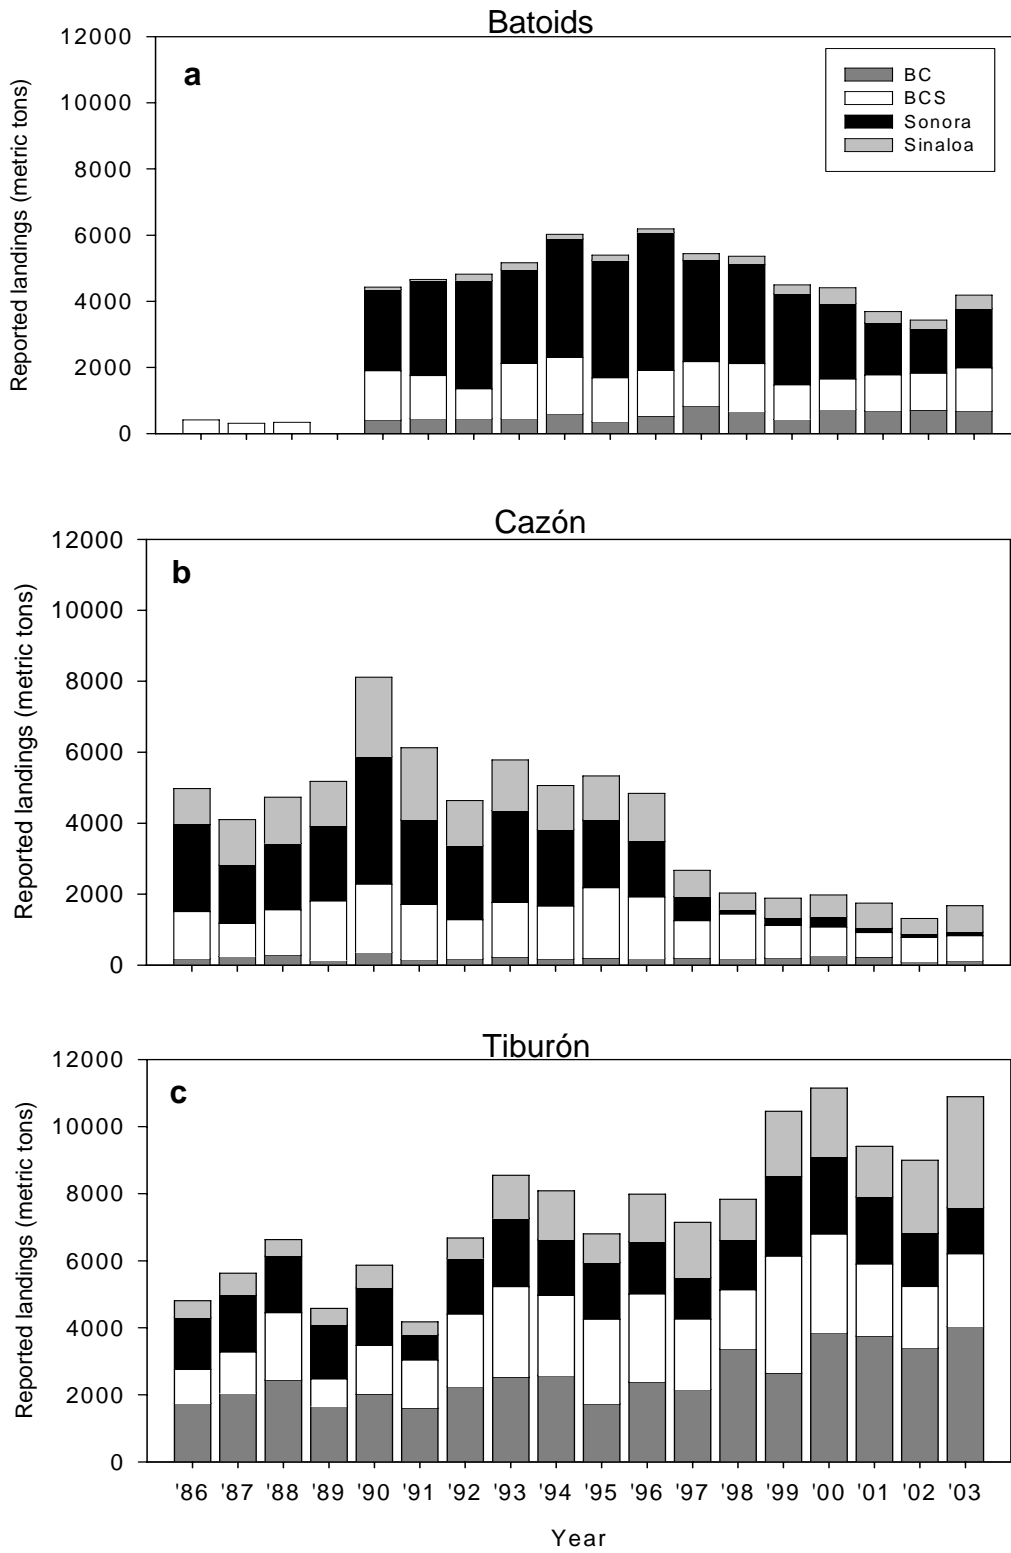 Batoids
a
Reported landings (metric tons)
12000
10000
8000
6000
4000
2000
0
BC
BCS
Sonora
Sinaloa
Cazón
b
Reported landings (metric tons)
12000
10000
8000
6000
4000
2000
0
Tiburón
c
Reported landings (metric tons)
12000
10000
8000
6000
4000
2000
0
'86 '87 '88 '89 '90 '91 '92 '93 '94 '95 '96 '97 '98 '99 '00 '01 '02 '03
Year